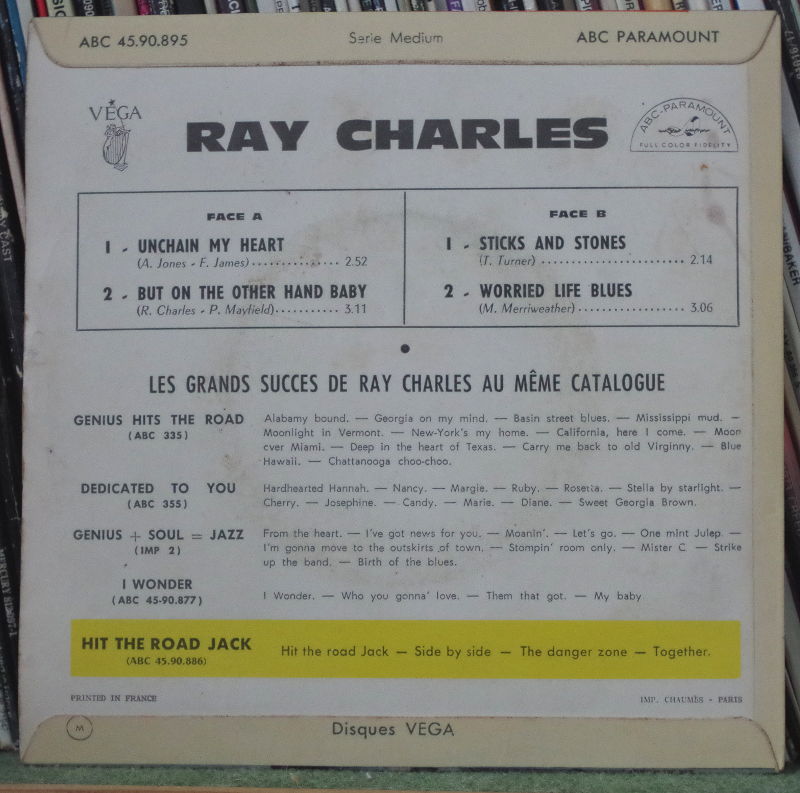 ABC 45.90.895 Serie Medium ABC PARAMOUNT
VÉGA
RAY CHARLES
ABC-PARAMOUNT
FULL COLOR FIDELITY
FACE A
1 - UNCHAIN MY HEART
(A. Jones - F. James)................ 2.52
2 - BUT ON THE OTHER HAND BABY
(R. Charles - P. Mayfield)........... 3.11
FACE B
1 - STICKS AND STONES
(T. Turner) ........................ 2.14
2 - WORRIED LIFE BLUES
(M. Merriweather).................. 3.06
LES GRANDS SUCCES DE RAY CHARLES AU MÊME CATALOGUE
GENIUS HITS THE ROAD
(ABC 335)
Alabamy bound. — Georgia on my mind. — Basin street blues. — Mississippi mud. —
Moonlight in Vermont. — New-York's my home. — California, here I come. — Moon
over Miami. — Deep in the heart of Texas. — Carry me back to old Virginny. — Blue
Hawaii. — Chattanooga choo-choo.
DEDICATED TO YOU
(ABC 355)
Hardhearted Hannah. — Nancy. — Margie. — Ruby. — Rosetta. — Stella by starlight. —
Cherry. — Josephine. — Candy. — Marie. — Diane. — Sweet Georgia Brown.
GENIUS + SOUL = JAZZ
(IMP 2)
From the heart. — I've got news for you. — Moanin'. — Let's go. — One mint Julep. —
I'm gonna move to the outskirts of town. — Stompin' room only. — Mister C — Strike
up the band. — Birth of the blues.
I WONDER
(ABC 45-90.877)
I Wonder. — Who you gonna' love. — Them that got. — My baby
HIT THE ROAD JACK
(ABC 45.90.886)
Hit the road Jack — Side by side — The danger zone — Together.
PRINTED IN FRANCE IMP. CHAUMÈS - PARIS
M
Disques VEGA